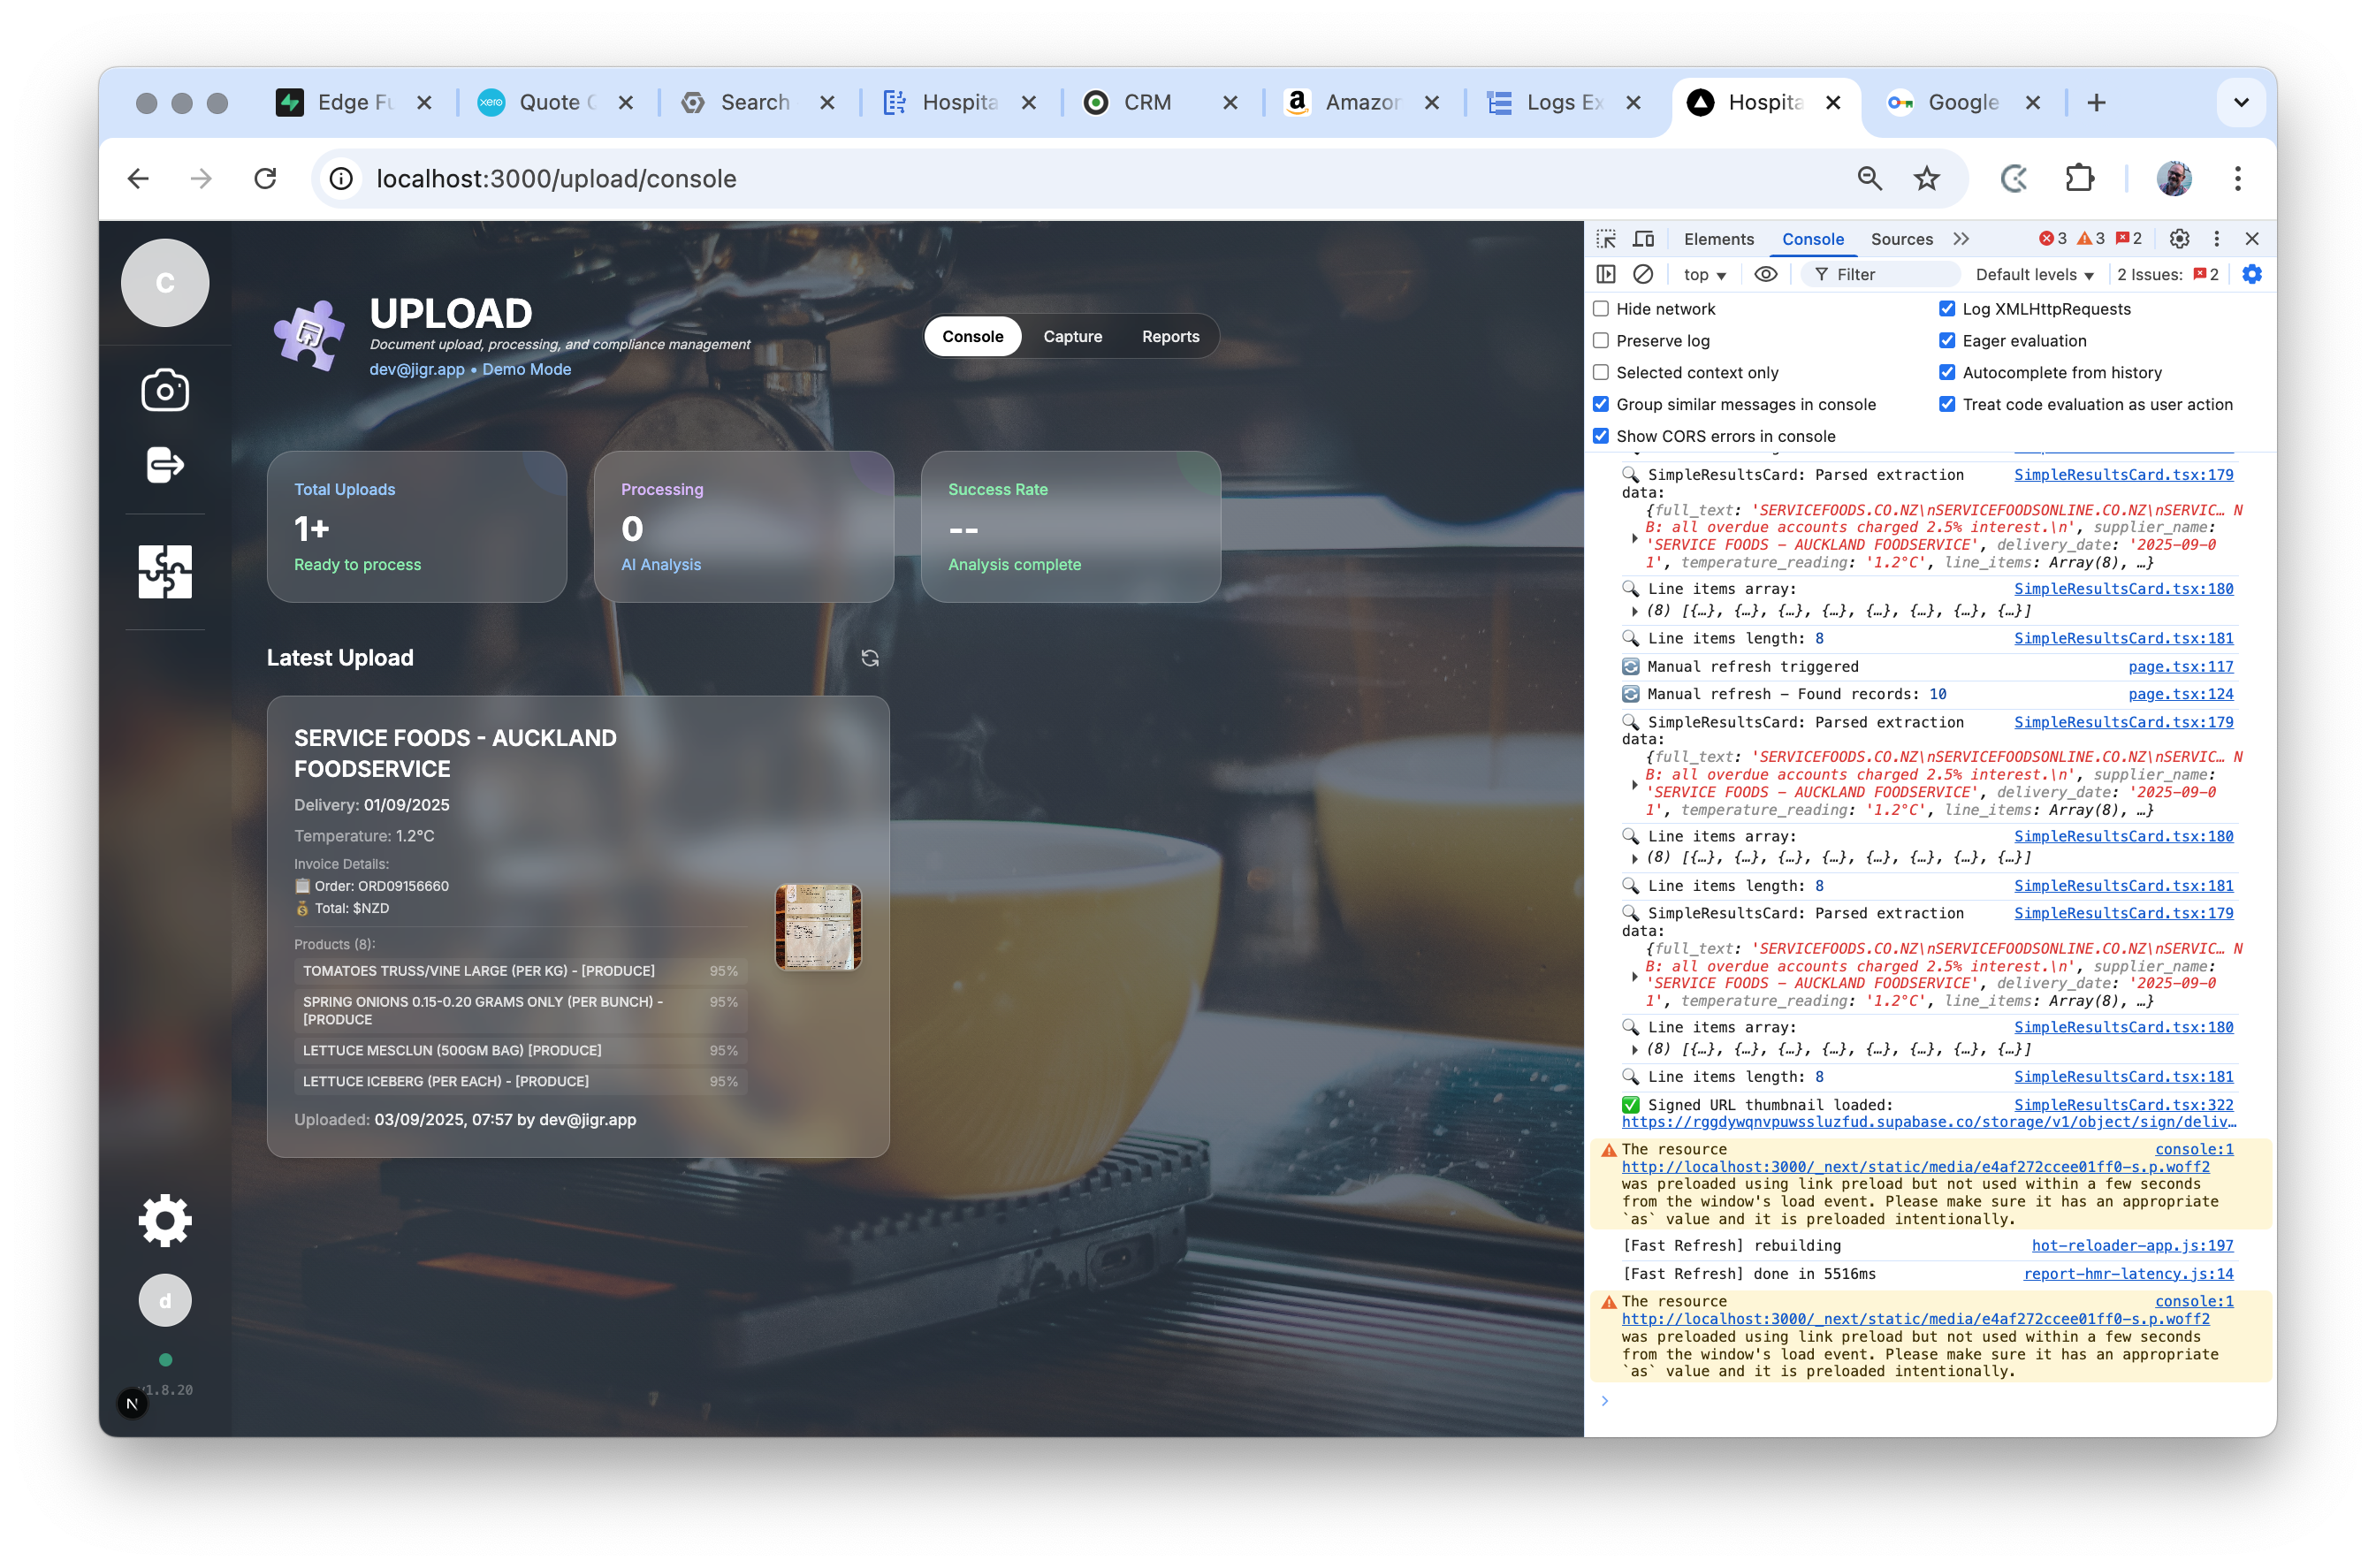 Edge Fu
Quote C
Search
Hospita
CRM
Amazon
Logs Ex
Hospita
Google
localhost:3000/upload/console
C
UPLOAD
Document upload, processing, and compliance management
dev@jigr.app • Demo Mode
Console
Capture
Reports
Total Uploads
1+
Ready to process
Processing
0
AI Analysis
Success Rate
--
Analysis complete
Latest Upload
SERVICE FOODS - AUCKLAND
FOODSERVICE
Delivery: 01/09/2025
Temperature: 1.2°C
Invoice Details:
📋 Order: ORD09156660
💰 Total: $NZD
Products (8):
TOMATOES TRUSS/VINE LARGE (PER KG) - [PRODUCE] 95%
SPRING ONIONS 0.15-0.20 GRAMS ONLY (PER BUNCH) - 95%
[PRODUCE
LETTUCE MESCLUN (500GM BAG) [PRODUCE] 95%
LETTUCE ICEBERG (PER EACH) - [PRODUCE] 95%
Uploaded: 03/09/2025, 07:57 by dev@jigr.app
d
v1.8.20
N
Elements Console Sources 3 3 2
top Filter Default levels 2 Issues: 2
Hide network Log XMLHttpRequests
Preserve log Eager evaluation
Selected context only Autocomplete from history
Group similar messages in console Treat code evaluation as user action
Show CORS errors in console
🔍 SimpleResultsCard: Parsed extraction SimpleResultsCard.tsx:179
data:
{full_text: 'SERVICEFOODS.CO.NZ\nSERVICEFOODSONLINE.CO.NZ\nSERVIC… N
B: all overdue accounts charged 2.5% interest.\n', supplier_name:
'SERVICE FOODS – AUCKLAND FOODSERVICE', delivery_date: '2025-09-0
1', temperature_reading: '1.2°C', line_items: Array(8), …}
🔍 Line items array: SimpleResultsCard.tsx:180
(8) [{…}, {…}, {…}, {…}, {…}, {…}, {…}, {…}]
🔍 Line items length: 8 SimpleResultsCard.tsx:181
🔄 Manual refresh triggered page.tsx:117
🔄 Manual refresh – Found records: 10 page.tsx:124
🔍 SimpleResultsCard: Parsed extraction SimpleResultsCard.tsx:179
data:
{full_text: 'SERVICEFOODS.CO.NZ\nSERVICEFOODSONLINE.CO.NZ\nSERVIC… N
B: all overdue accounts charged 2.5% interest.\n', supplier_name:
'SERVICE FOODS – AUCKLAND FOODSERVICE', delivery_date: '2025-09-0
1', temperature_reading: '1.2°C', line_items: Array(8), …}
🔍 Line items array: SimpleResultsCard.tsx:180
(8) [{…}, {…}, {…}, {…}, {…}, {…}, {…}, {…}]
🔍 Line items length: 8 SimpleResultsCard.tsx:181
🔍 SimpleResultsCard: Parsed extraction SimpleResultsCard.tsx:179
data:
{full_text: 'SERVICEFOODS.CO.NZ\nSERVICEFOODSONLINE.CO.NZ\nSERVIC… N
B: all overdue accounts charged 2.5% interest.\n', supplier_name:
'SERVICE FOODS – AUCKLAND FOODSERVICE', delivery_date: '2025-09-0
1', temperature_reading: '1.2°C', line_items: Array(8), …}
🔍 Line items array: SimpleResultsCard.tsx:180
(8) [{…}, {…}, {…}, {…}, {…}, {…}, {…}, {…}]
🔍 Line items length: 8 SimpleResultsCard.tsx:181
✅ Signed URL thumbnail loaded: SimpleResultsCard.tsx:322
https://rggdywqnvpuwssluzfud.supabase.co/storage/v1/object/sign/deliv…
The resource console:1
http://localhost:3000/_next/static/media/e4af272ccee01ff0-s.p.woff2
was preloaded using link preload but not used within a few seconds
from the window's load event. Please make sure it has an appropriate
`as` value and it is preloaded intentionally.
[Fast Refresh] rebuilding hot-reloader-app.js:197
[Fast Refresh] done in 5516ms report-hmr-latency.js:14
The resource console:1
http://localhost:3000/_next/static/media/e4af272ccee01ff0-s.p.woff2
was preloaded using link preload but not used within a few seconds
from the window's load event. Please make sure it has an appropriate
`as` value and it is preloaded intentionally.